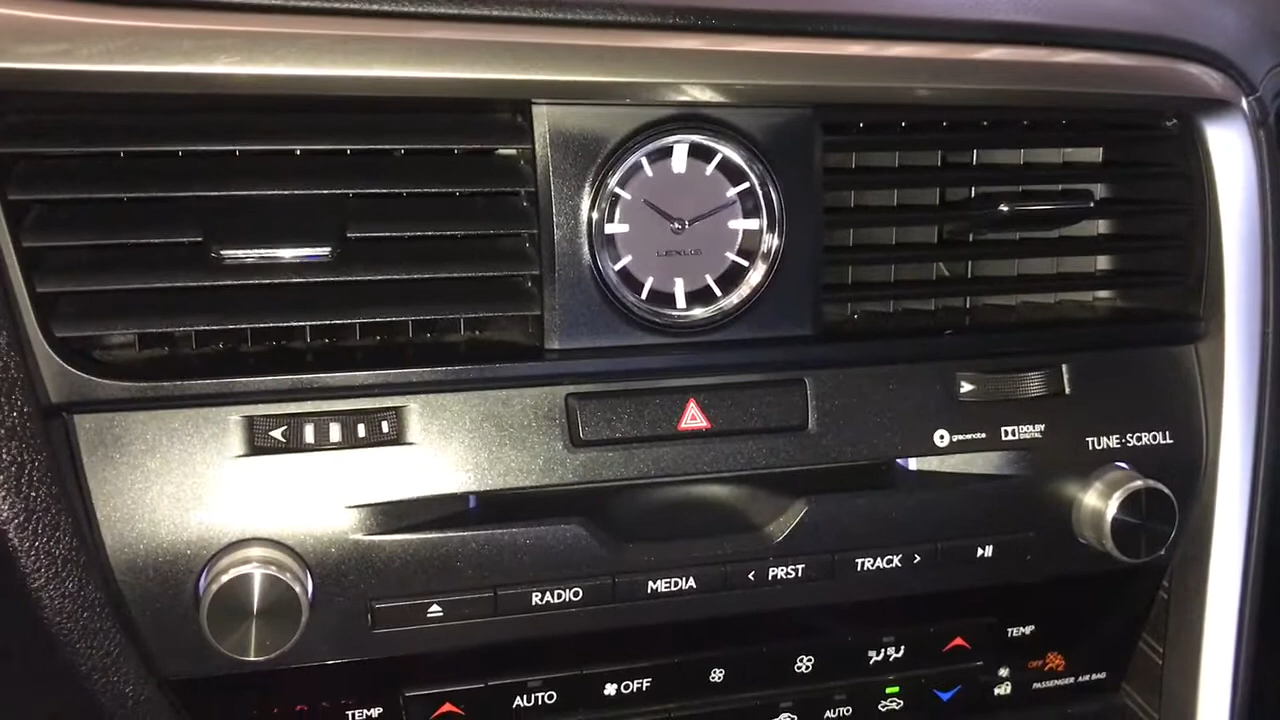 LEXUS
gracenote
DOLBY
DIGITAL
TUNE·SCROLL
RADIO
MEDIA
< PRST
TRACK >
TEMP
AUTO
OFF
TEMP
OFF
PASSENGER AIR BAG
AUTO